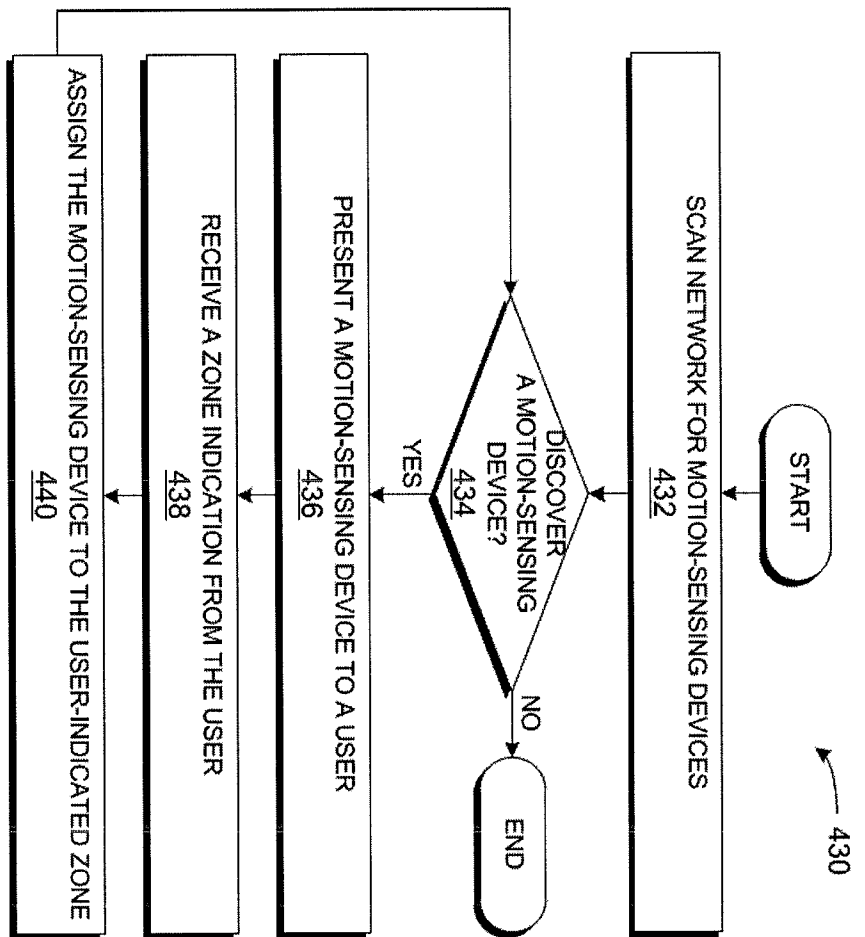 430
START
SCAN NETWORK FOR MOTION-SENSING DEVICES
432
DISCOVER
A MOTION-SENSING
DEVICE?
434
NO
END
YES
PRESENT A MOTION-SENSING DEVICE TO A USER
436
RECEIVE A ZONE INDICATION FROM THE USER
438
ASSIGN THE MOTION-SENSING DEVICE TO THE USER-INDICATED ZONE
440